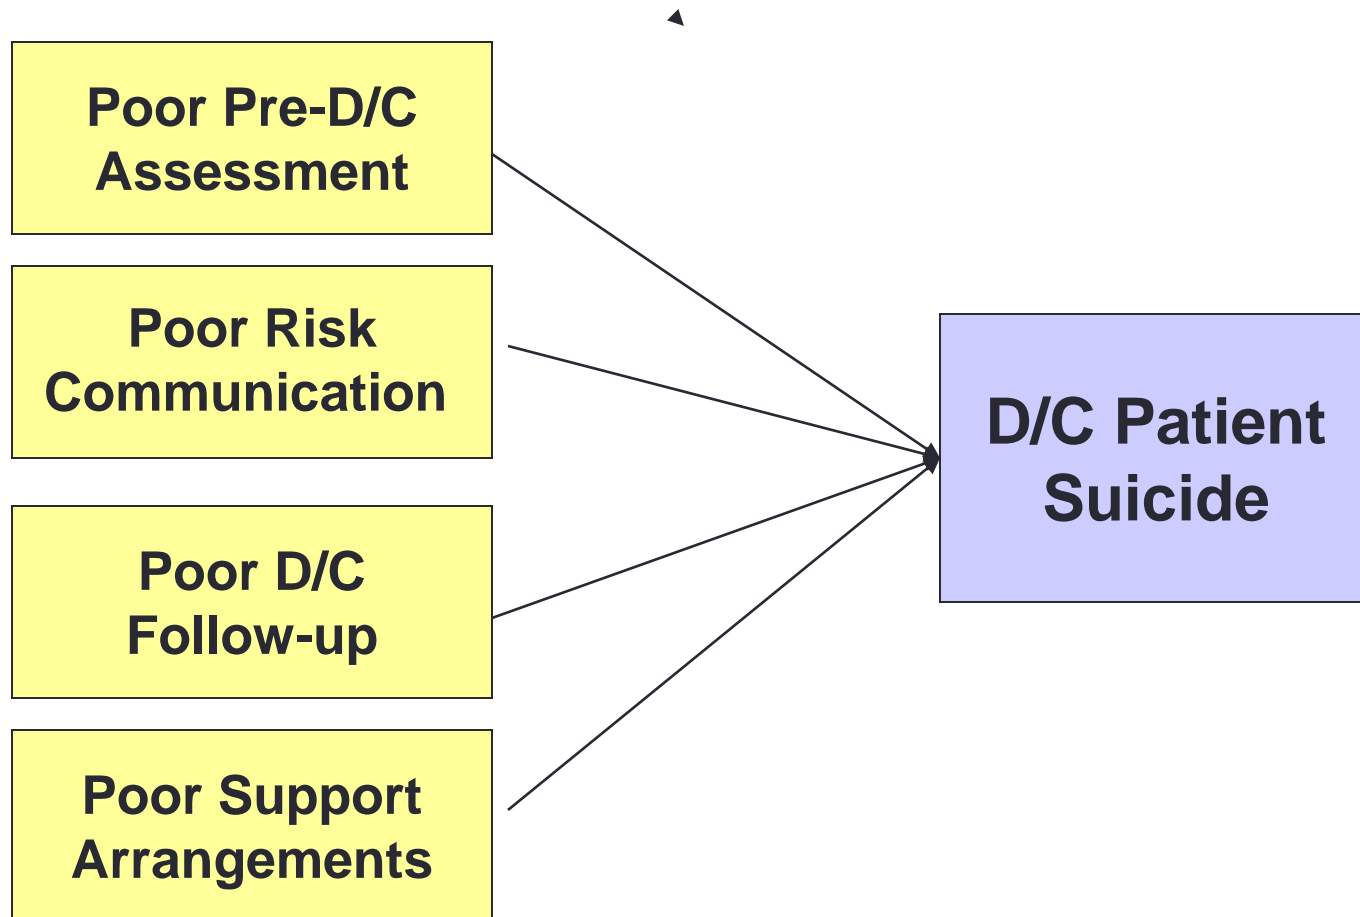 Poor Pre-D/C
Assessment
Poor Risk
Communication
D/C Patient
Suicide
Poor D/C
Follow-up
Poor Support
Arrangements